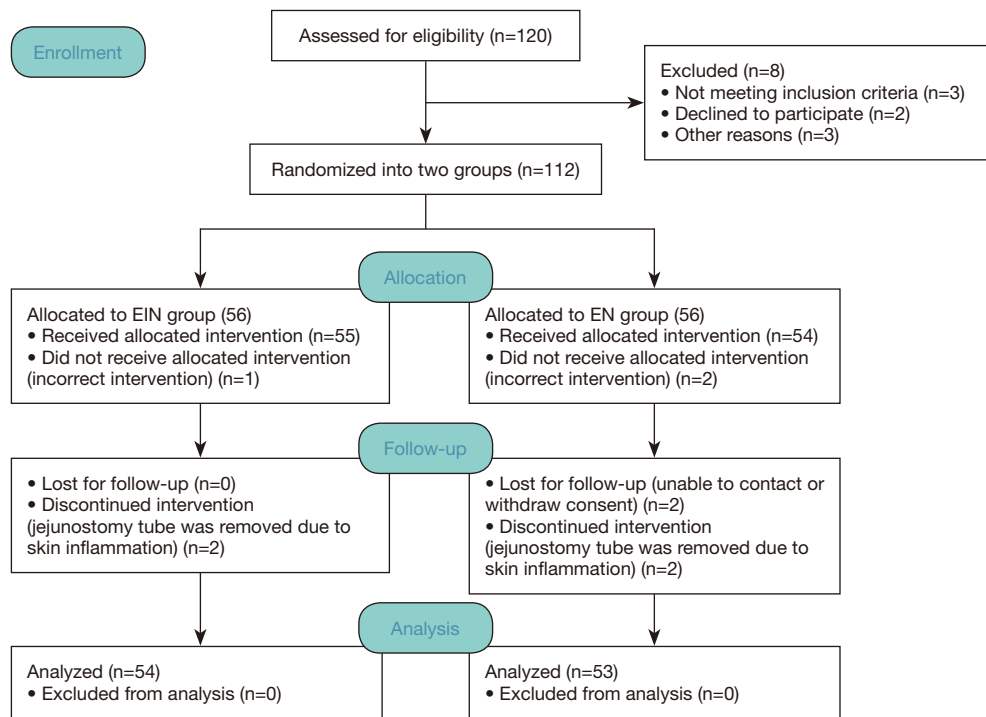 Enrollment
Assessed for eligibility (n=120)
Excluded (n=8)
• Not meeting inclusion criteria (n=3)
• Declined to participate (n=2)
• Other reasons (n=3)
Randomized into two groups (n=112)
Allocation
Allocated to EIN group (56)
• Received allocated intervention (n=55)
• Did not receive allocated intervention
(incorrect intervention) (n=1)
Allocated to EN group (56)
• Received allocated intervention (n=54)
• Did not receive allocated intervention
(incorrect intervention) (n=2)
Follow-up
• Lost for follow-up (n=0)
• Discontinued intervention
(jejunostomy tube was removed due to
skin inflammation) (n=2)
• Lost for follow-up (unable to contact or
withdraw consent) (n=2)
• Discontinued intervention
(jejunostomy tube was removed due to
skin inflammation) (n=2)
Analysis
Analyzed (n=54)
• Excluded from analysis (n=0)
Analyzed (n=53)
• Excluded from analysis (n=0)